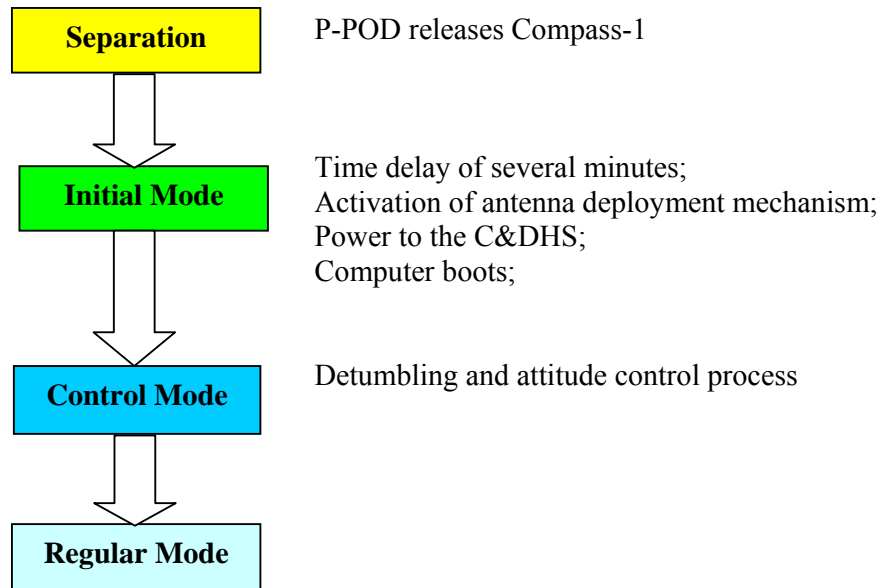 Separation
P-POD releases Compass-1
Initial Mode
Time delay of several minutes;
Activation of antenna deployment mechanism;
Power to the C&DHS;
Computer boots;
Control Mode
Detumbling and attitude control process
Regular Mode